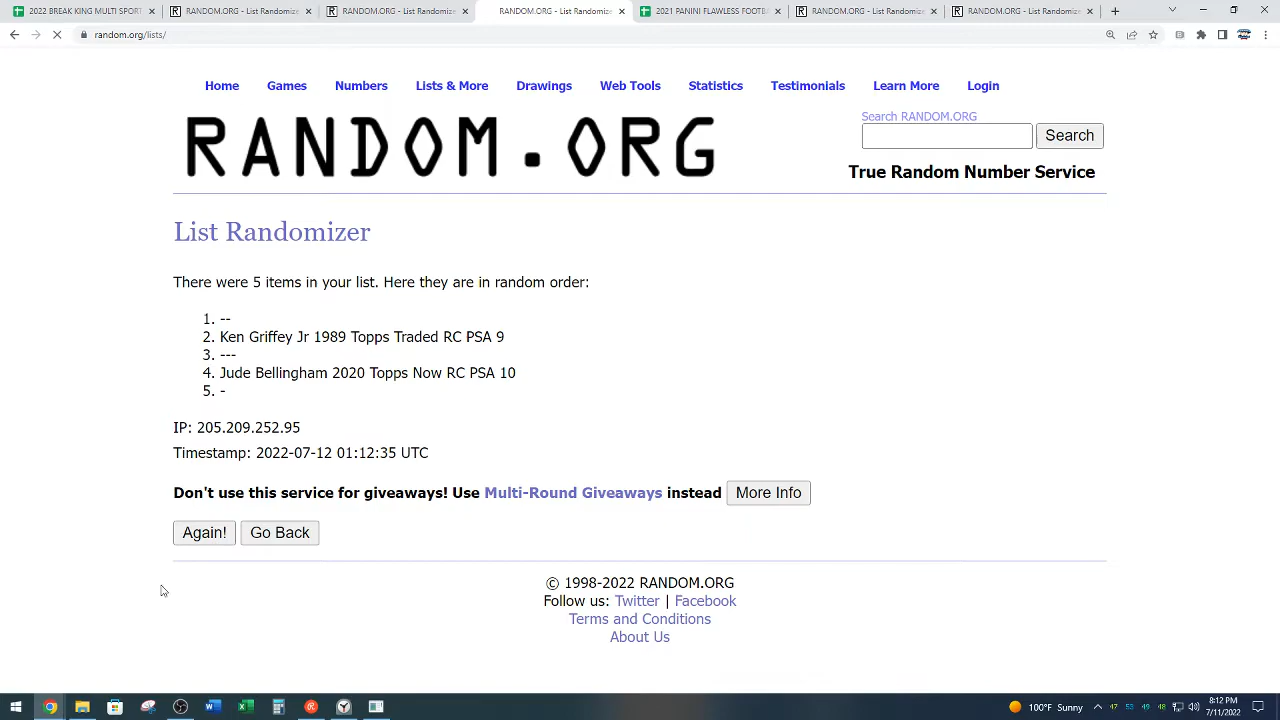 2022 BREAK KING MULTI SPORT
RANDOM.ORG - List Randomize
RANDOM.ORG - List Randomize
RANDOM.ORG - List Randomize
2021 PANINI FLAWLESS FOOTBA
RANDOM.ORG - List Randomize
RANDOM.ORG - List Randomize
random.org/lists/
Home Games Numbers Lists & More Drawings Web Tools Statistics Testimonials Learn More Login
RANDOM.ORG
Search RANDOM.ORG
Search
True Random Number Service
List Randomizer
There were 5 items in your list. Here they are in random order:
1. --
2. Ken Griffey Jr 1989 Topps Traded RC PSA 9
3. ---
4. Jude Bellingham 2020 Topps Now RC PSA 10
5. -
IP: 205.209.252.95
Timestamp: 2022-07-12 01:12:35 UTC
Don't use this service for giveaways! Use Multi-Round Giveaways instead More Info
Again! Go Back
© 1998-2022 RANDOM.ORG
Follow us: Twitter | Facebook
Terms and Conditions
About Us
100°F Sunny
8:12 PM
7/11/2022